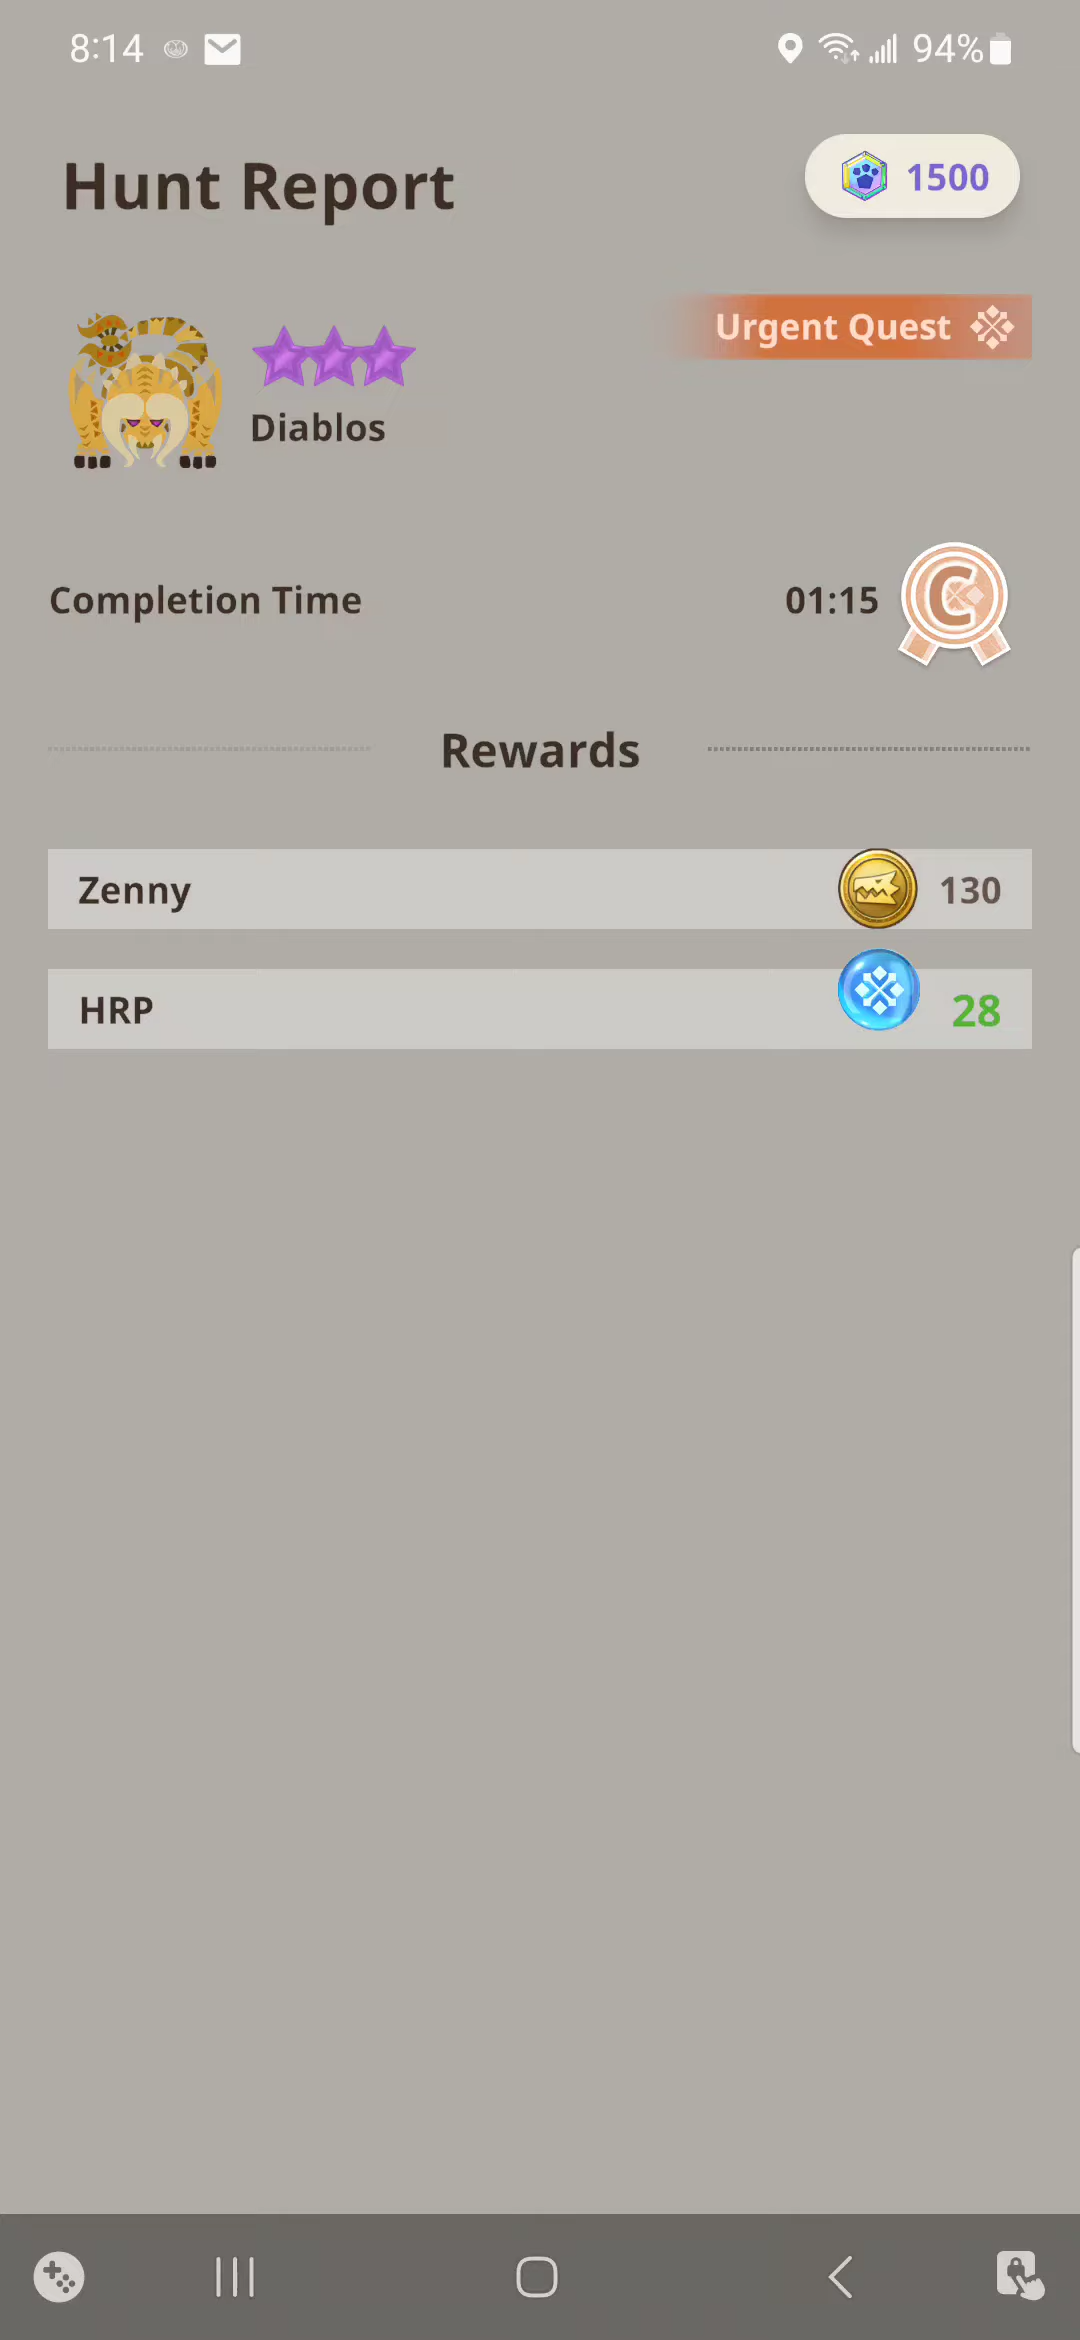 8:14
94%
Hunt Report
1500
Urgent Quest
Diablos
Completion Time
01:15
C
Rewards
Zenny
130
HRP
28